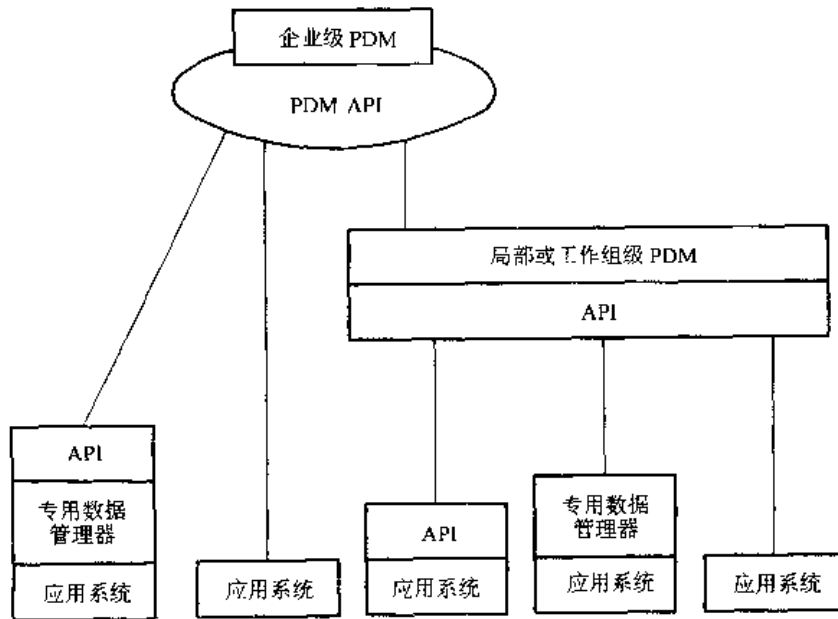 企业级 PDM
PDM API
局部或工作组级 PDM
API
API
专用数据
管理器
应用系统
应用系统
API
应用系统
专用数据
管理器
应用系统
应用系统